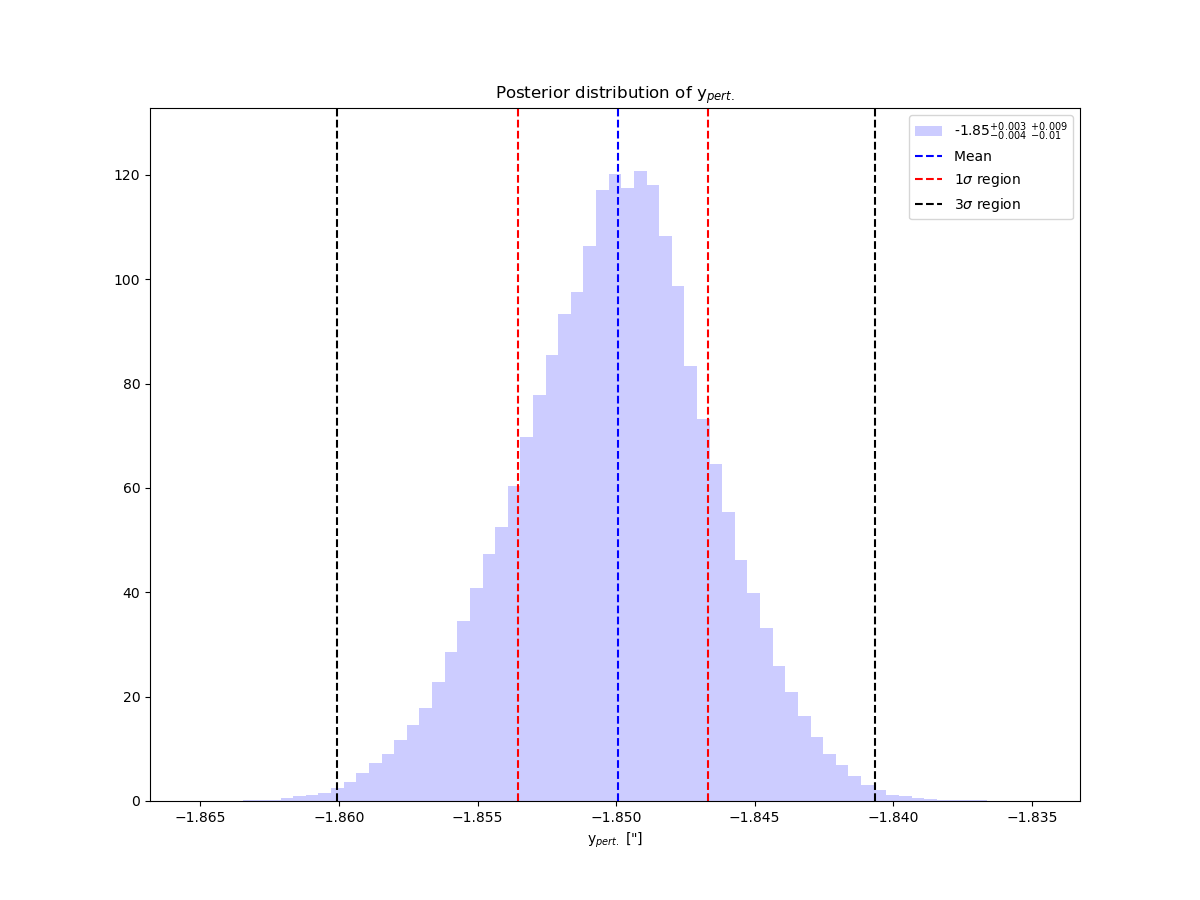 Posterior distribution of y_pert.
-1.85 +0.003 +0.009
−0.004 −0.01
Mean
1σ region
3σ region
120
100
80
60
40
20
0
−1.865 −1.860 −1.855 −1.850 −1.845 −1.840 −1.835
y_pert. ["]